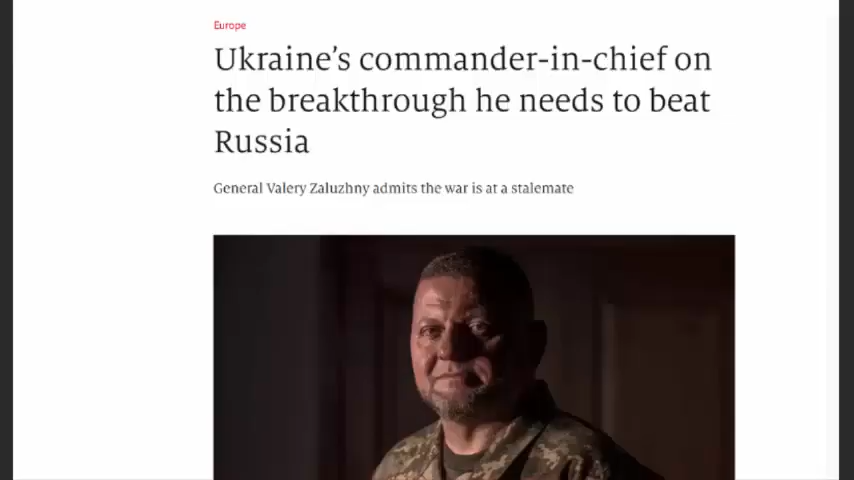 Europe
Ukraine’s commander-in-chief on
the breakthrough he needs to beat
Russia
General Valery Zaluzhny admits the war is at a stalemate